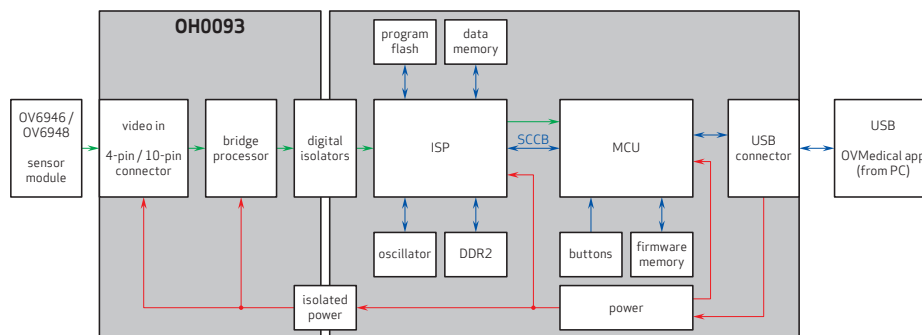 OH0093
program
flash
data
memory
OV6946 /
OV6948
sensor
module
video in
4-pin / 10-pin
connector
bridge
processor
digital
isolators
ISP
SCCB
MCU
USB
connector
USB
OVMedical app
(from PC)
oscillator
DDR2
buttons
firmware
memory
isolated
power
power